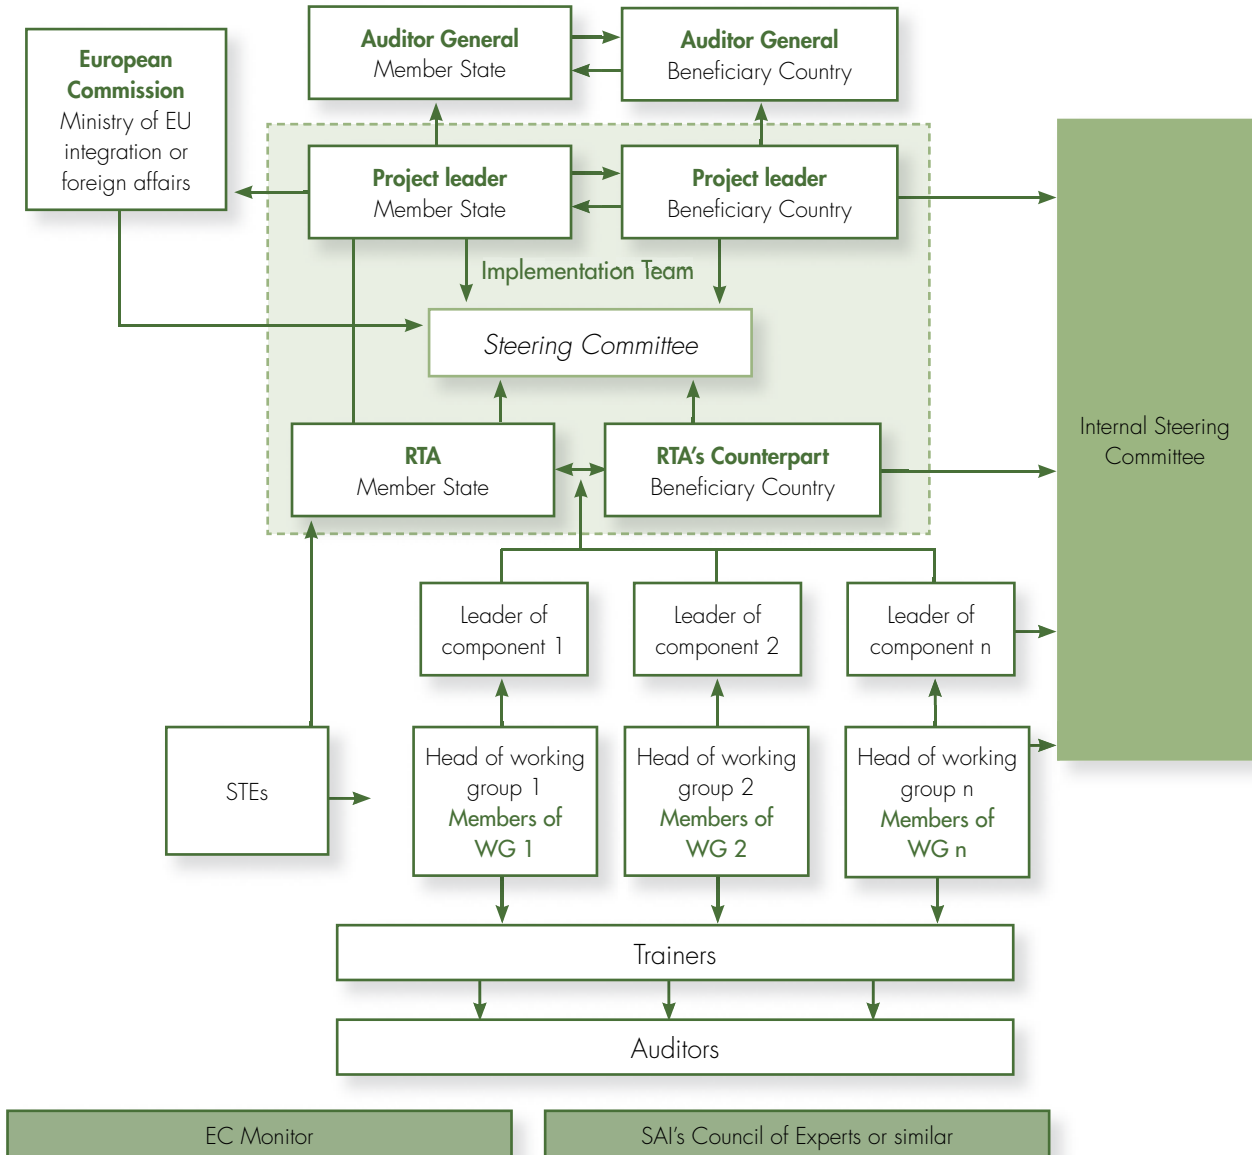 European
Commission
Ministry of EU
integration or
foreign affairs
Auditor General
Member State
Auditor General
Beneficiary Country
Project leader
Member State
Project leader
Beneficiary Country
Implementation Team
Steering Committee
RTA
Member State
RTA’s Counterpart
Beneficiary Country
Internal Steering
Committee
Leader of
component 1
Leader of
component 2
Leader of
component n
STEs
Head of working
group 1
Members of
WG 1
Head of working
group 2
Members of
WG 2
Head of working
group n
Members of
WG n
Trainers
Auditors
EC Monitor
SAI’s Council of Experts or similar